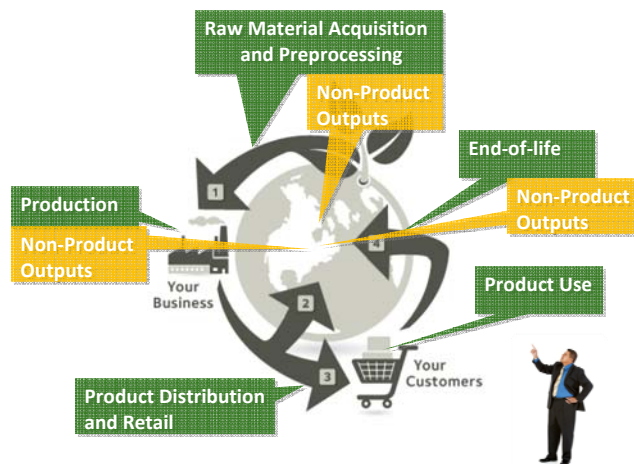 Raw Material Acquisition
and Preprocessing
Non-Product
Outputs
End-of-life
1
Non-Product
Outputs
Production
Non-Product
Outputs
4
Your
Business
Product Use
2
3
Your
Customers
Product Distribution
and Retail